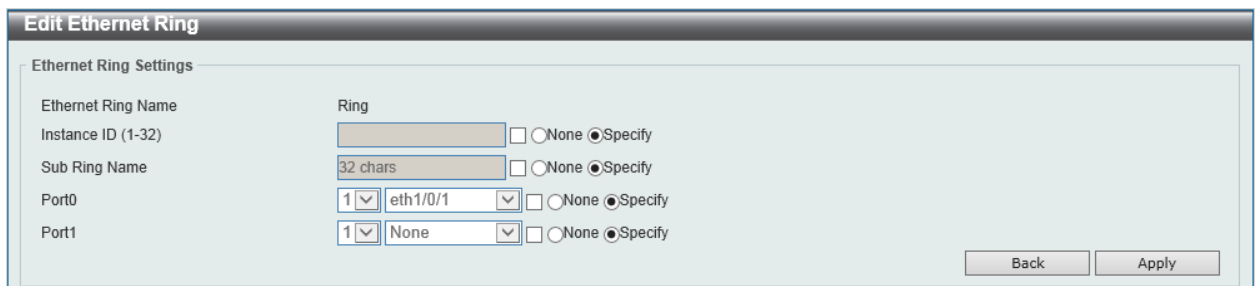 Edit Ethernet Ring
Ethernet Ring Settings
Ethernet Ring Name Ring
Instance ID (1-32) None Specify
Sub Ring Name 32 chars None Specify
Port0 1 eth1/0/1 None Specify
Port1 1 None None Specify
Back Apply